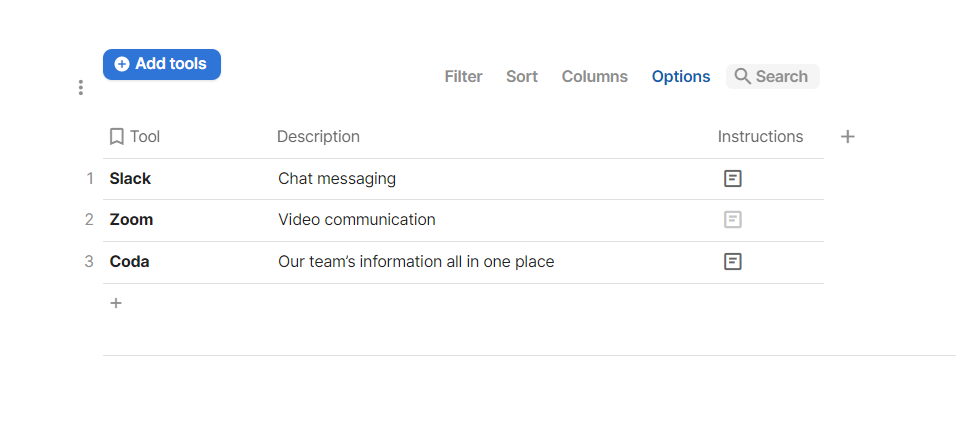 Add tools
Filter Sort Columns Options Search
Tool Description Instructions
1 Slack Chat messaging
2 Zoom Video communication
3 Coda Our team’s information all in one place